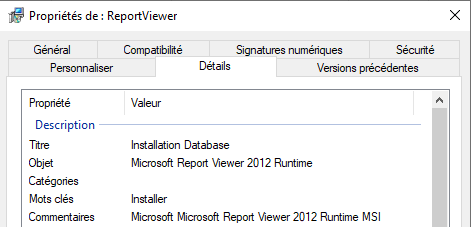 Propriétés de : ReportViewer
Général Compatibilité Signatures numériques Sécurité
Personnaliser Détails Versions précédentes
Propriété Valeur
Description
Titre Installation Database
Objet Microsoft Report Viewer 2012 Runtime
Catégories
Mots clés Installer
Commentaires Microsoft Microsoft Report Viewer 2012 Runtime MSI